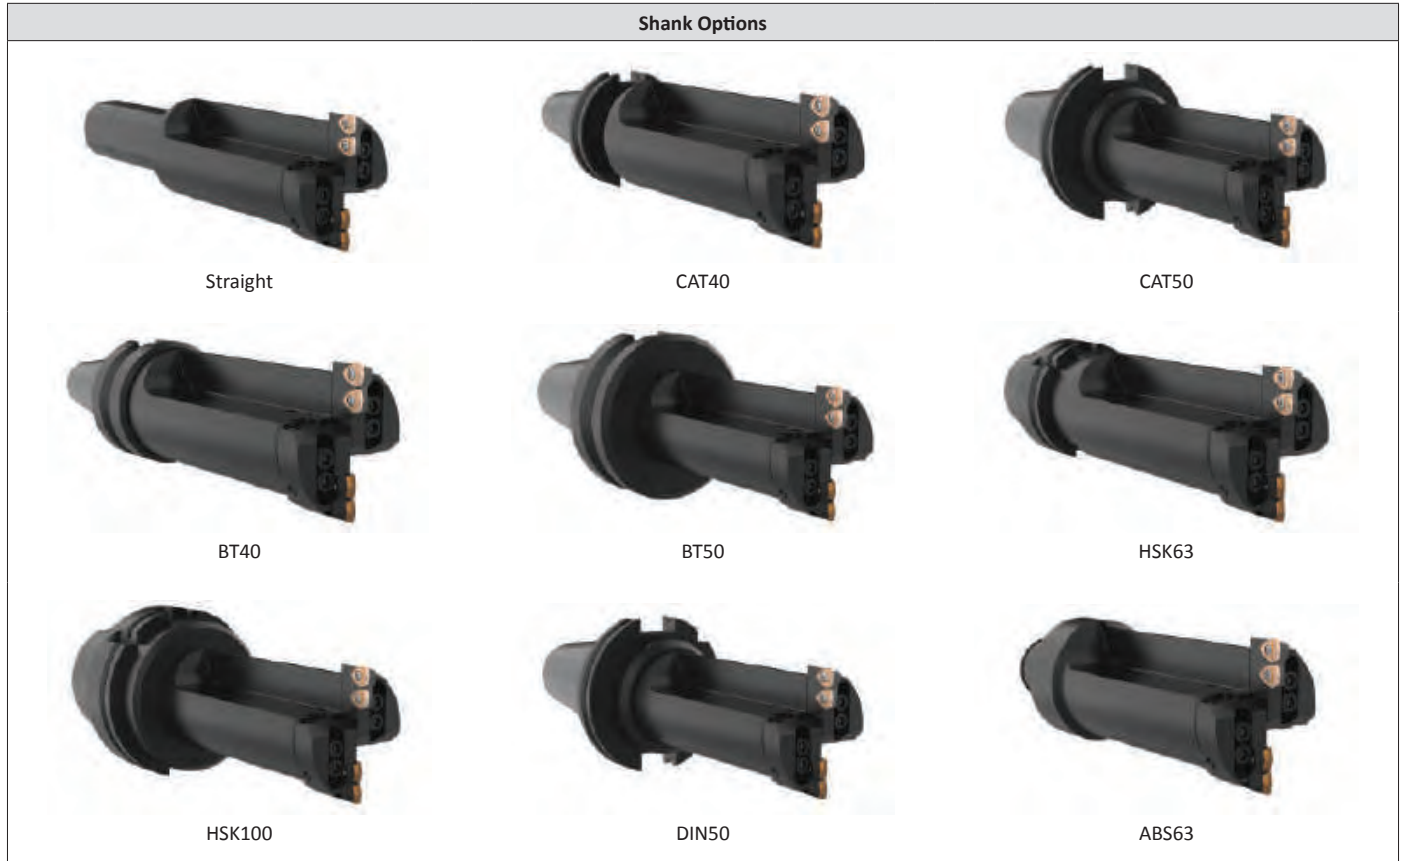 Shank Options
Straight
CAT40
CAT50
BT40
BT50
HSK63
HSK100
DIN50
ABS63